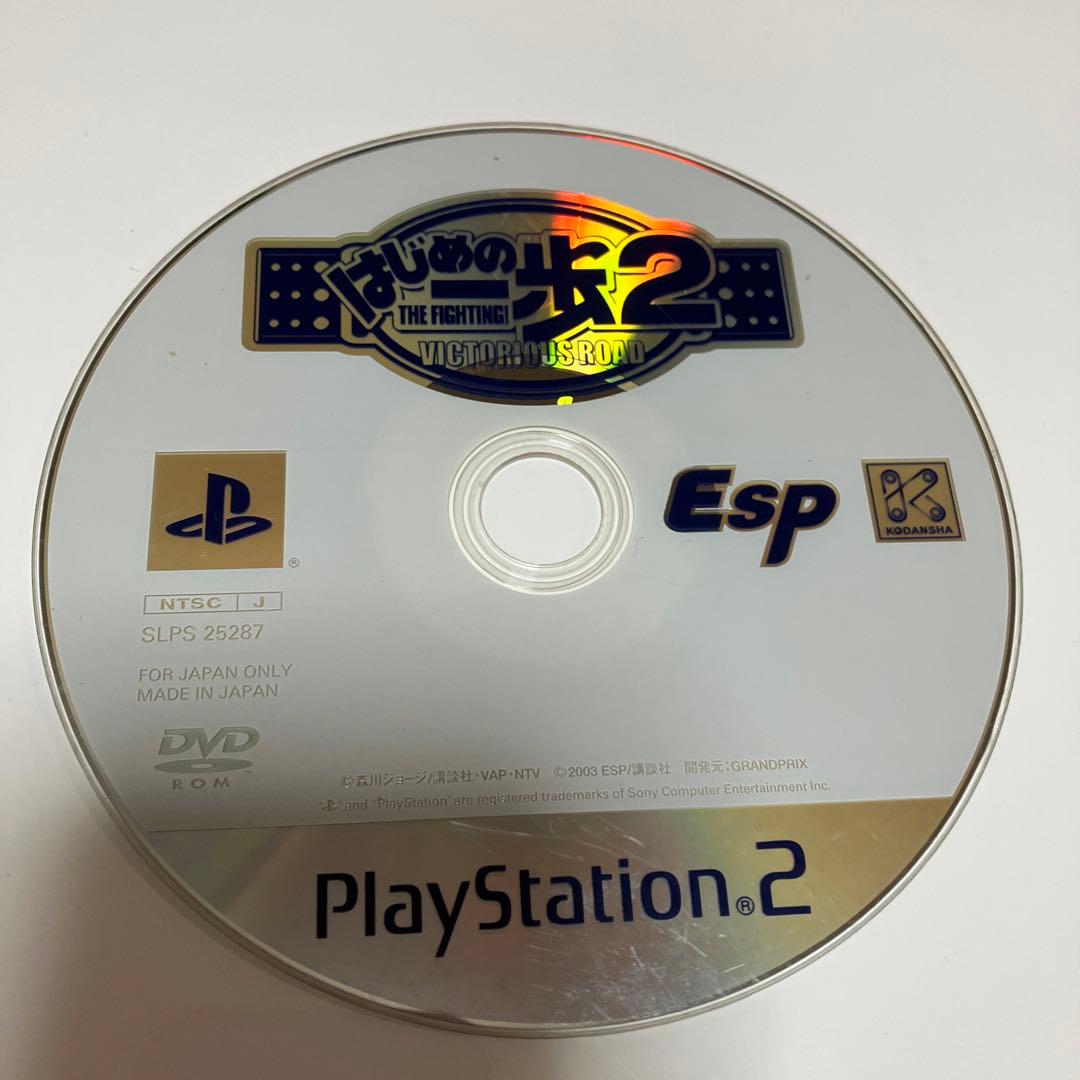 はじめの一歩2
THE FIGHTING!
VICTORIOUS ROAD
Esp
KODANSHA
®
NTSC J
SLPS 25287
FOR JAPAN ONLY
MADE IN JAPAN
DVD
ROM
©森川ジョージ/講談社・VAP・NTV ©2003 ESP/講談社 開発元:GRANDPRIX
" " and "PlayStation" are registered trademarks of Sony Computer Entertainment Inc.
PlayStation®2